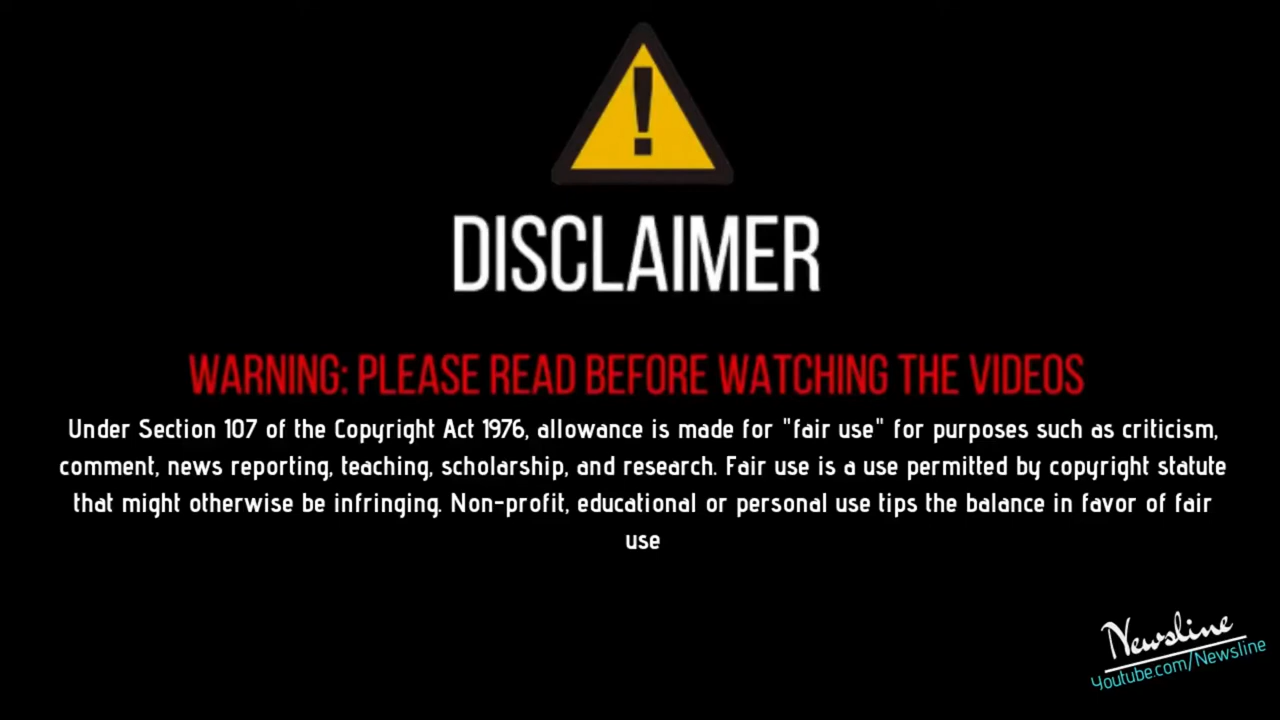 !
DISCLAIMER
WARNING: PLEASE READ BEFORE WATCHING THE VIDEOS
Under Section 107 of the Copyright Act 1976, allowance is made for "fair use" for purposes such as criticism,
comment, news reporting, teaching, scholarship, and research. Fair use is a use permitted by copyright statute
that might otherwise be infringing. Non-profit, educational or personal use tips the balance in favor of fair
use
Newsline
Youtube.com/Newsline